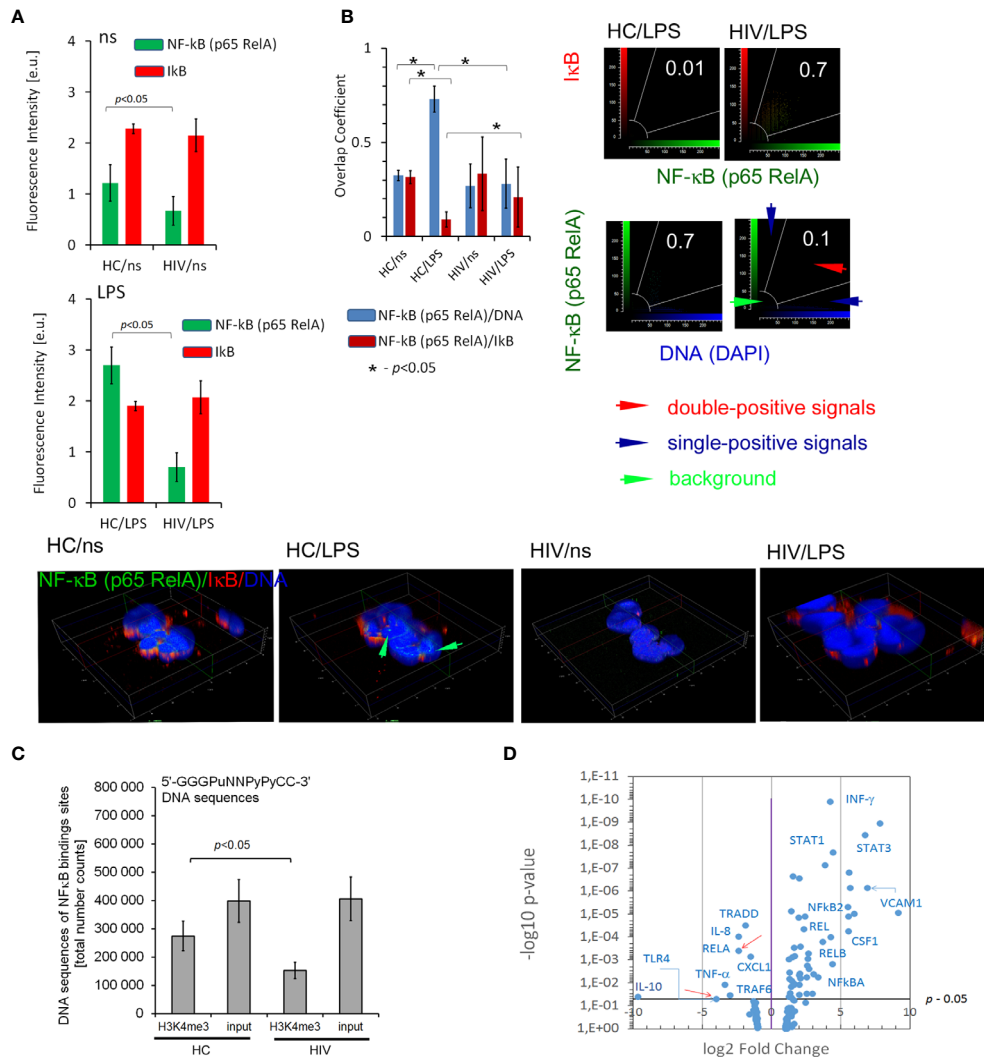 A
ns
NF-kB (p65 RelA)
IkB
Fluorescence Intensity [e.u.]
4
3
2
1
0
p<0.05
HC/ns
HIV/ns
LPS
NF-kB (p65 RelA)
IkB
Fluorescence Intensity [e.u.]
4
3
2
1
0
p<0.05
HC/LPS
HIV/LPS
B
Overlap Coefficient
1
0.5
0
*
*
*
*
HC/ns
HC/LPS
HIV/ns
HIV/LPS
NF-kB (p65 RelA)/DNA
NF-kB (p65 RelA)/IkB
* - p<0.05
HC/LPS
HIV/LPS
IκB
0.01
0.7
NF-κB (p65 RelA)
NF-κB (p65 RelA)
0.7
0.1
DNA (DAPI)
double-positive signals
single-positive signals
background
HC/ns
HC/LPS
HIV/ns
HIV/LPS
NF-κB (p65 RelA)/IκB/DNA
C
5'-GGGPuNNPyPyCC-3'
DNA sequences
DNA sequences of NFκB bindings sites
[total number counts]
800 000
700 000
600 000
500 000
400 000
300 000
200 000
100 000
0
p<0.05
H3K4me3
input
H3K4me3
input
HC
HIV
D
-log10 p-value
1,E-11
1,E-10
1,E-09
1,E-08
1,E-07
1,E-06
1,E-05
1,E-04
1,E-03
1,E-02
1,E-01
1,E+00
INF-γ
STAT1
STAT3
VCAM1
NFkB2
TRADD
REL
CSF1
IL-8
RELA
RELB
TLR4
CXCL1
TNF-α
NFkBA
IL-10
TRAF6
p - 0.05
-10
-5
0
5
10
log2 Fold Change